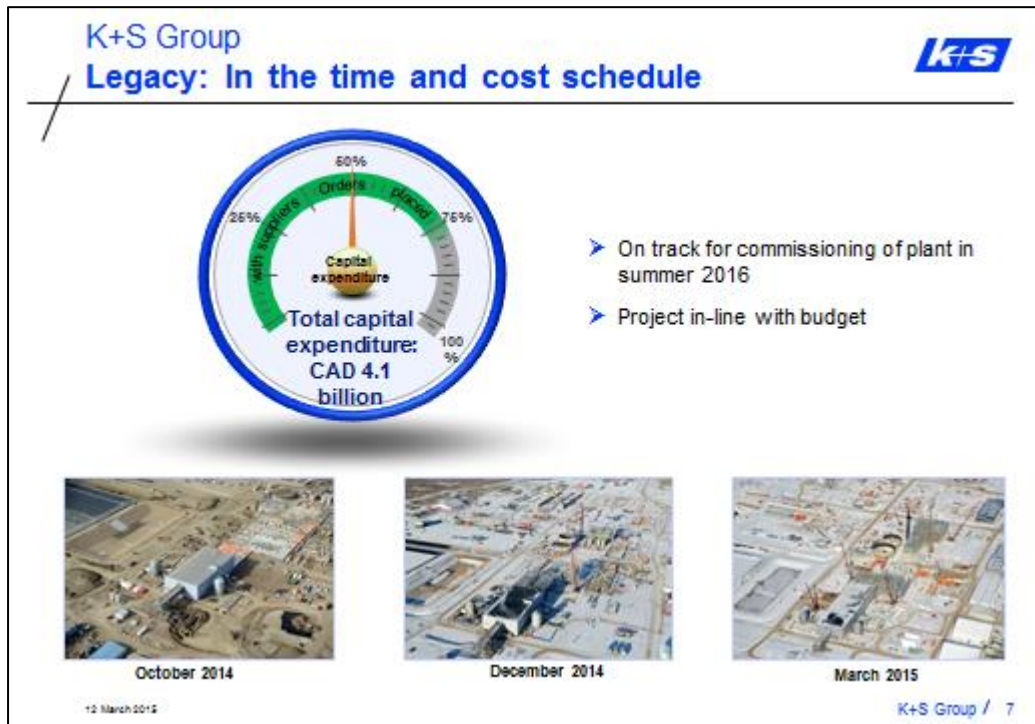 K+S Group
Legacy: In the time and cost schedule
k+s
50%
25%
75%
with suppliers Orders placed
Capital
expenditure
Total capital
expenditure:
CAD 4.1
billion
100
%
➢ On track for commissioning of plant in
summer 2016
➢ Project in-line with budget
October 2014
December 2014
March 2015
12 March 2015
K+S Group / 7